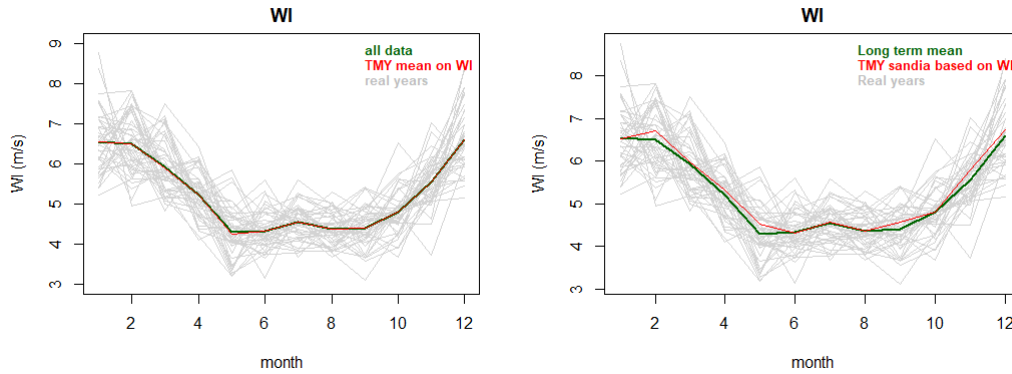 WI
9
8
7
6
5
4
3
WI (m/s)
all data
TMY mean on WI
real years
2
4
6
8
10
12
month
WI
8
7
6
5
4
3
WI (m/s)
Long term mean
TMY sandia based on WI
Real years
2
4
6
8
10
12
month